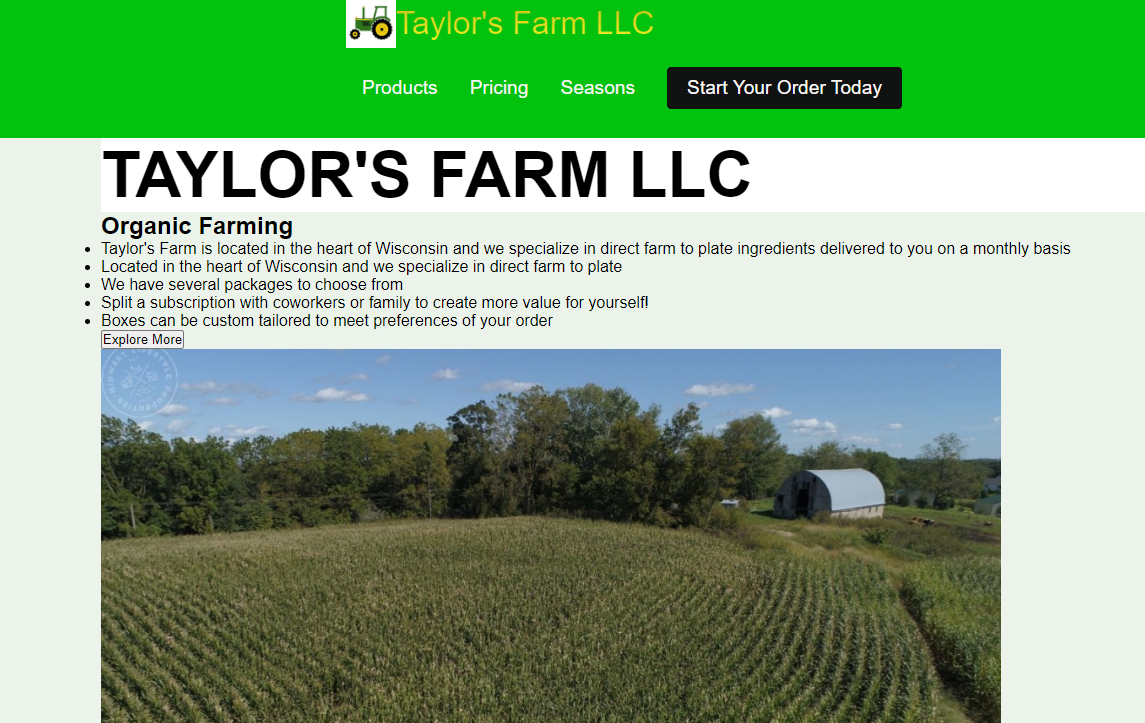 Taylor's Farm LLC
Products Pricing Seasons Start Your Order Today
TAYLOR'S FARM LLC
Organic Farming
Taylor's Farm is located in the heart of Wisconsin and we specialize in direct farm to plate ingredients delivered to you on a monthly basis
Located in the heart of Wisconsin and we specialize in direct farm to plate
We have several packages to choose from
Split a subscription with coworkers or family to create more value for yourself!
Boxes can be custom tailored to meet preferences of your order
Explore More
MIDWEST LIFESTYLE PROPERTIES